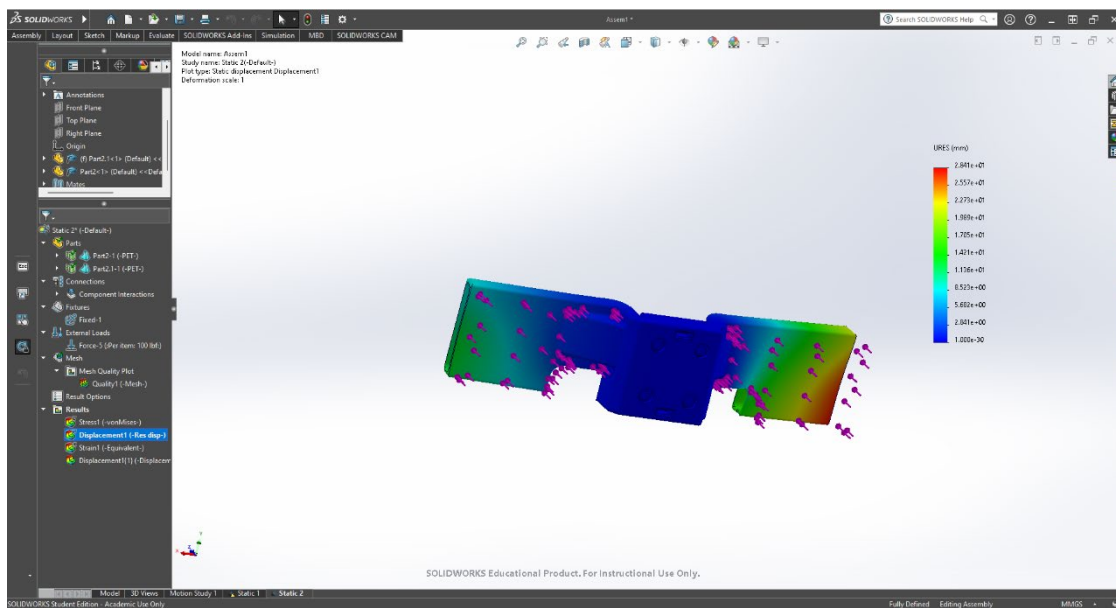 SOLIDWORKS
Assem1 *
Search SOLIDWORKS Help
Assembly Layout Sketch Markup Evaluate SOLIDWORKS Add-Ins Simulation MBD SOLIDWORKS CAM
Model name: Assem1
Study name: Static 2(-Default-)
Plot type: Static displacement Displacement1
Deformation scale: 1
Annotations
Front Plane
Top Plane
Right Plane
Origin
(f) Part2.1<1> (Default) <<
Part2<1> (Default) <<Defa
Mates
Static 2* (-Default-)
Parts
Part2-1 (-PET-)
Part2.1-1 (-PET-)
Connections
Component Interactions
Fixtures
Fixed-1
External Loads
Force-5 (:Per item: 100 lbf:)
Mesh
Mesh Quality Plot
Quality1 (-Mesh-)
Result Options
Results
Stress1 (-vonMises-)
Displacement1 (-Res disp-)
Strain1 (-Equivalent-)
Displacement1(1) (-Displacem
URES (mm)
2.841e+01
2.557e+01
2.273e+01
1.989e+01
1.705e+01
1.421e+01
1.136e+01
8.523e+00
5.682e+00
2.841e+00
1.000e-30
SOLIDWORKS Educational Product. For Instructional Use Only.
Model 3D Views Motion Study 1 Static 1 Static 2
SOLIDWORKS Student Edition - Academic Use Only
Fully Defined Editing Assembly MMGS